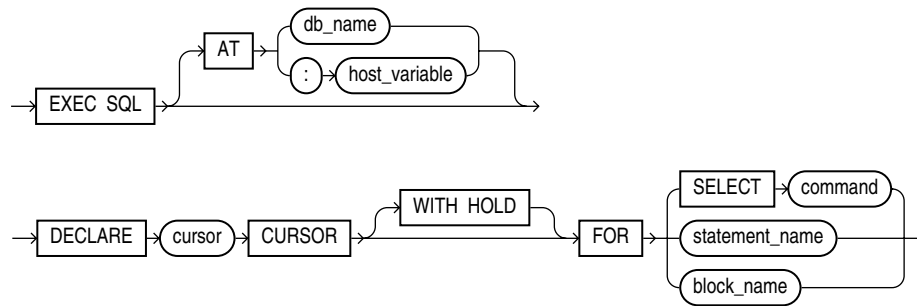 AT db_name
: host_variable
EXEC SQL
DECLARE cursor CURSOR WITH HOLD FOR SELECT command
statement_name
block_name